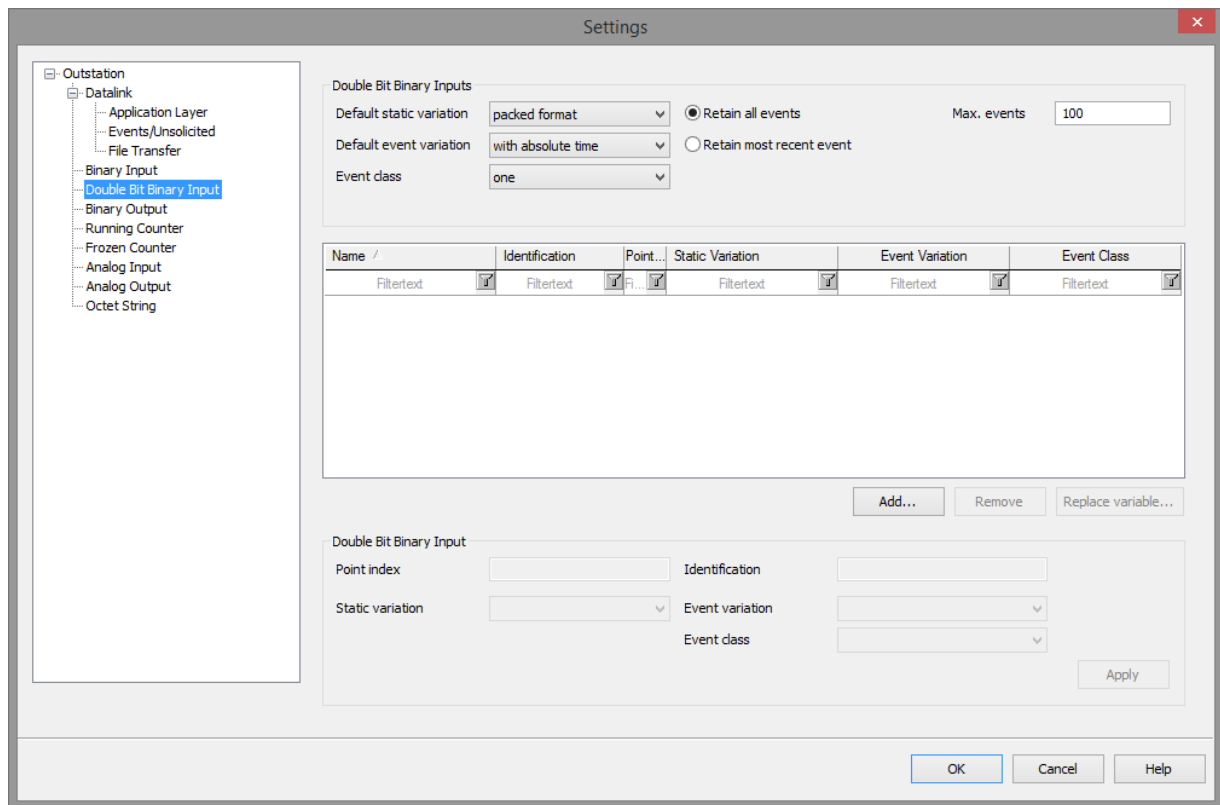 Settings
Outstation
Datalink
Application Layer
Events/Unsolicited
File Transfer
Binary Input
Double Bit Binary Input
Binary Output
Running Counter
Frozen Counter
Analog Input
Analog Output
Octet String
Double Bit Binary Inputs
Default static variation packed format Retain all events Max. events 100
Default event variation with absolute time Retain most recent event
Event class one
Name Identification Point... Static Variation Event Variation Event Class
Filtertext Filtertext Fi... Filtertext Filtertext Filtertext
Add... Remove Replace variable...
Double Bit Binary Input
Point index Identification
Static variation Event variation
Event class
Apply
OK Cancel Help